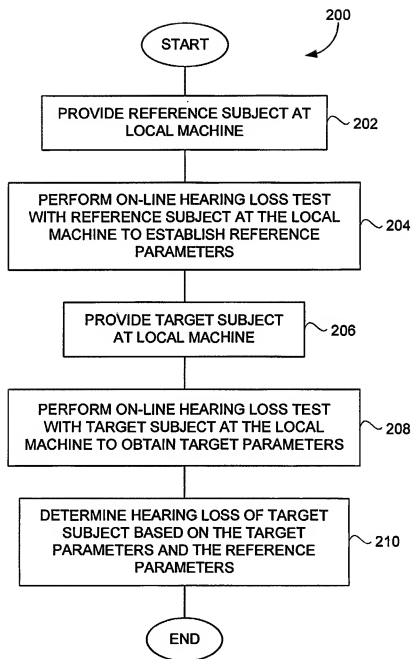 200
START
PROVIDE REFERENCE SUBJECT AT
LOCAL MACHINE
202
PERFORM ON-LINE HEARING LOSS TEST
WITH REFERENCE SUBJECT AT THE LOCAL
MACHINE TO ESTABLISH REFERENCE
PARAMETERS
204
PROVIDE TARGET SUBJECT
AT LOCAL MACHINE
206
PERFORM ON-LINE HEARING LOSS TEST
WITH TARGET SUBJECT AT THE LOCAL
MACHINE TO OBTAIN TARGET PARAMETERS
208
DETERMINE HEARING LOSS OF TARGET
SUBJECT BASED ON THE TARGET
PARAMETERS AND THE REFERENCE
PARAMETERS
210
END